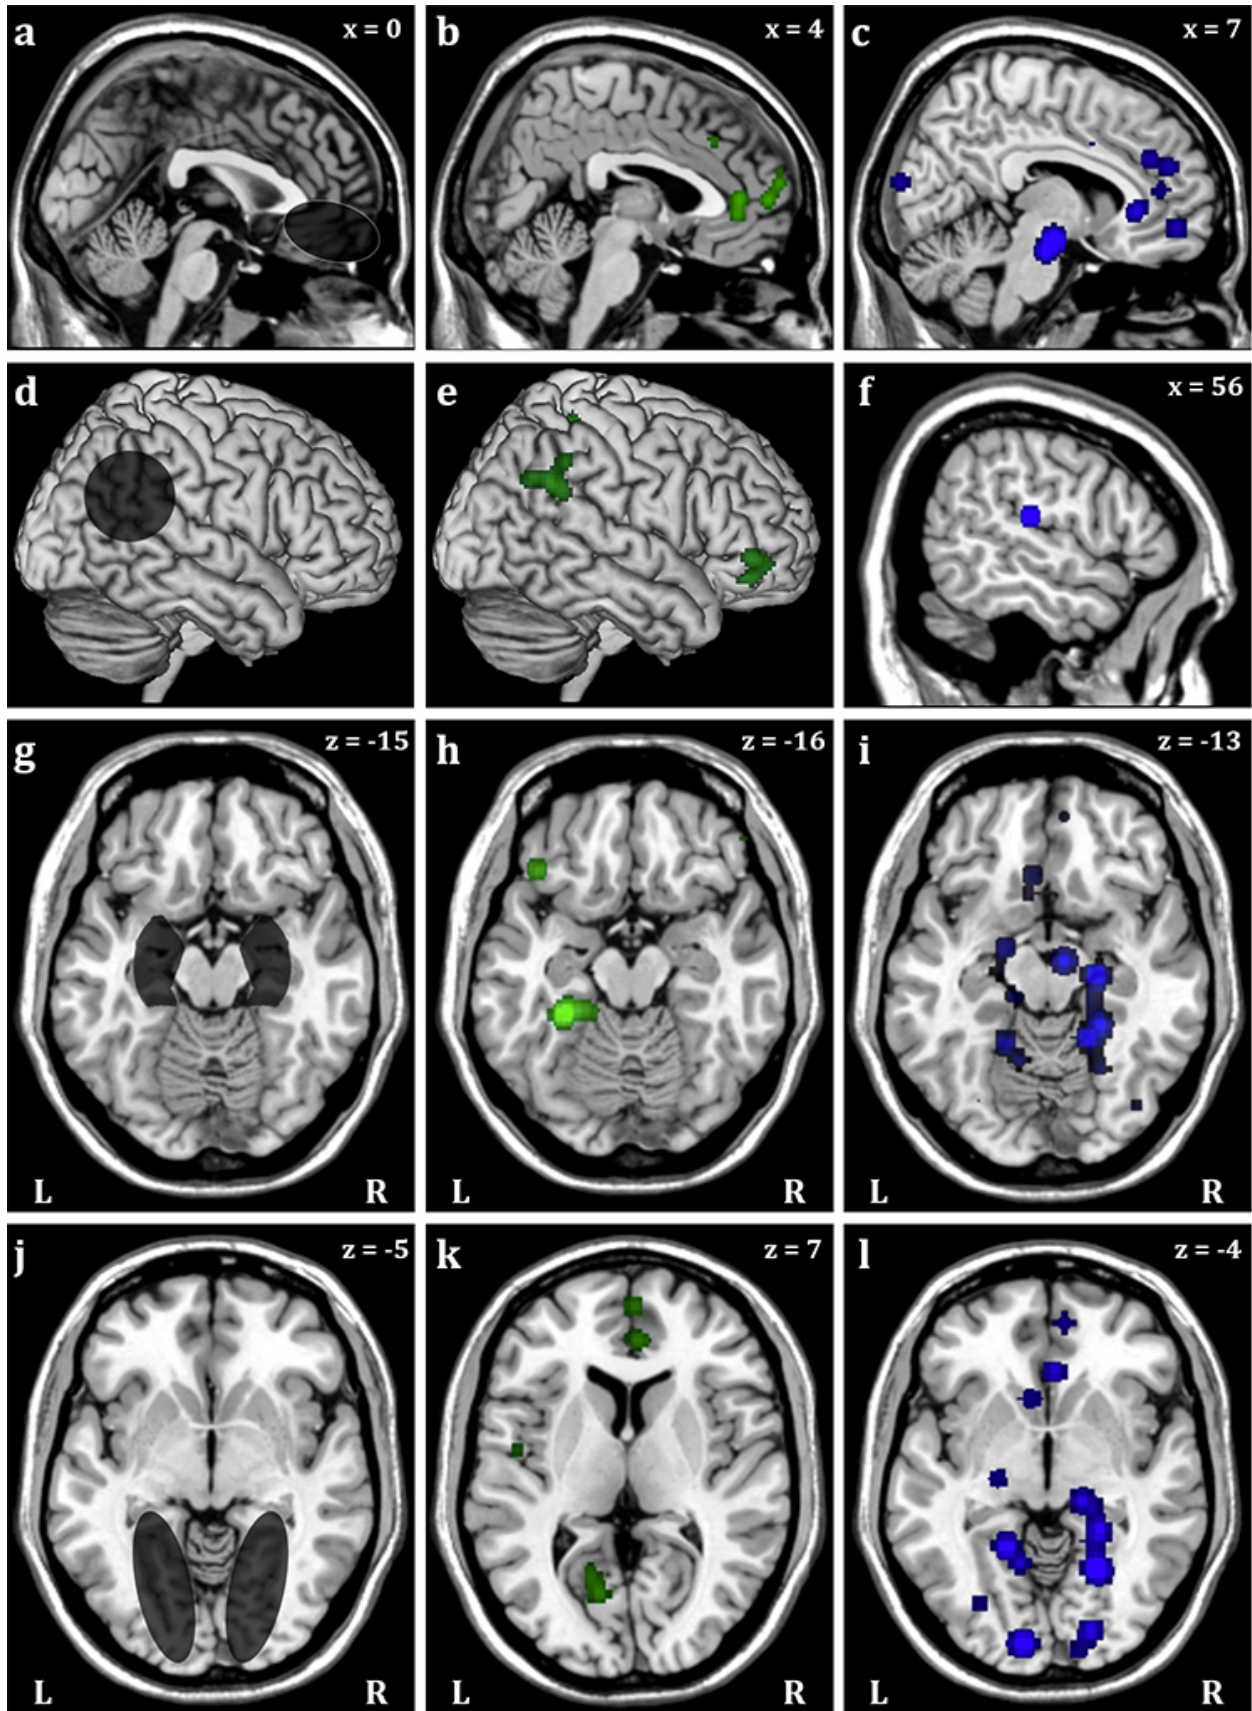 a x = 0
b x = 4
c x = 7
d
e
f x = 56
g z = -15
L R
h z = -16
L R
i z = -13
L R
j z = -5
L R
k z = 7
L R
l z = -4
L R